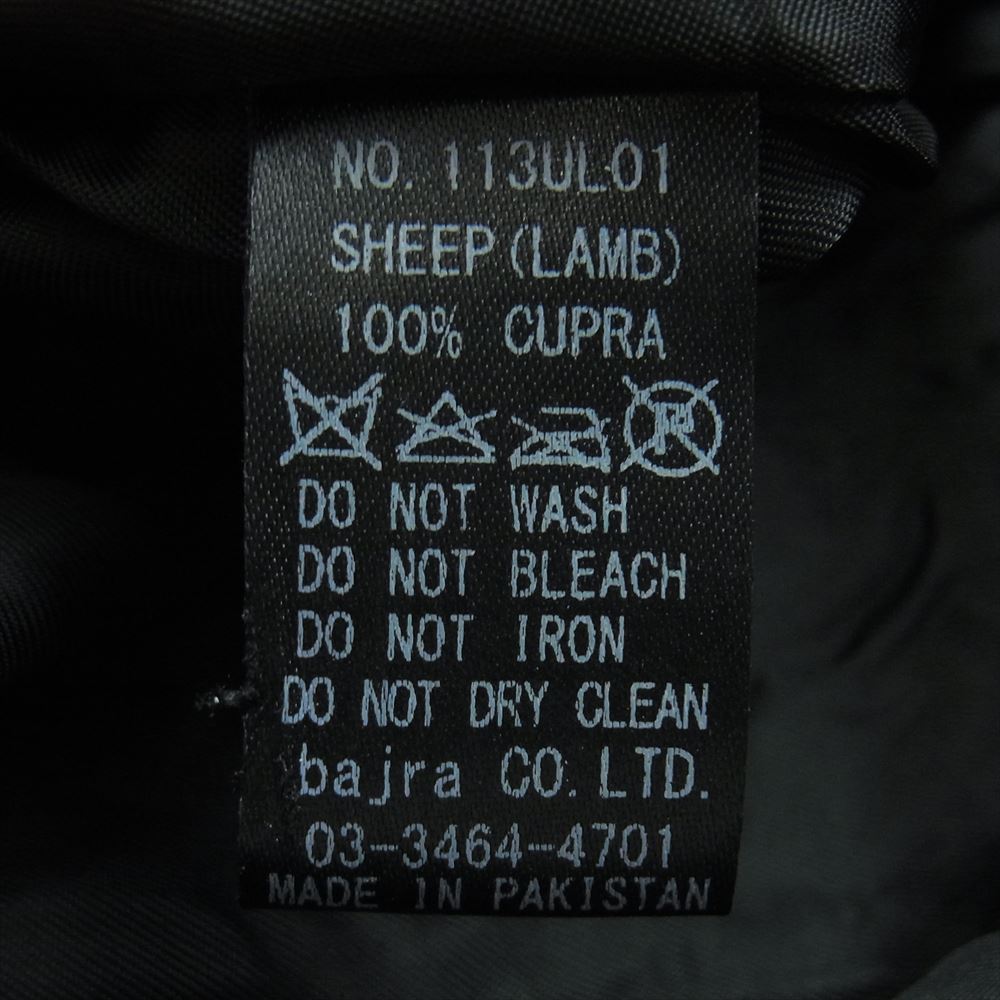 NO. 113UL01
SHEEP (LAMB)
100% CUPRA
DO NOT WASH
DO NOT BLEACH
DO NOT IRON
DO NOT DRY CLEAN
bajra CO. LTD.
03-3464-4701
MADE IN PAKISTAN